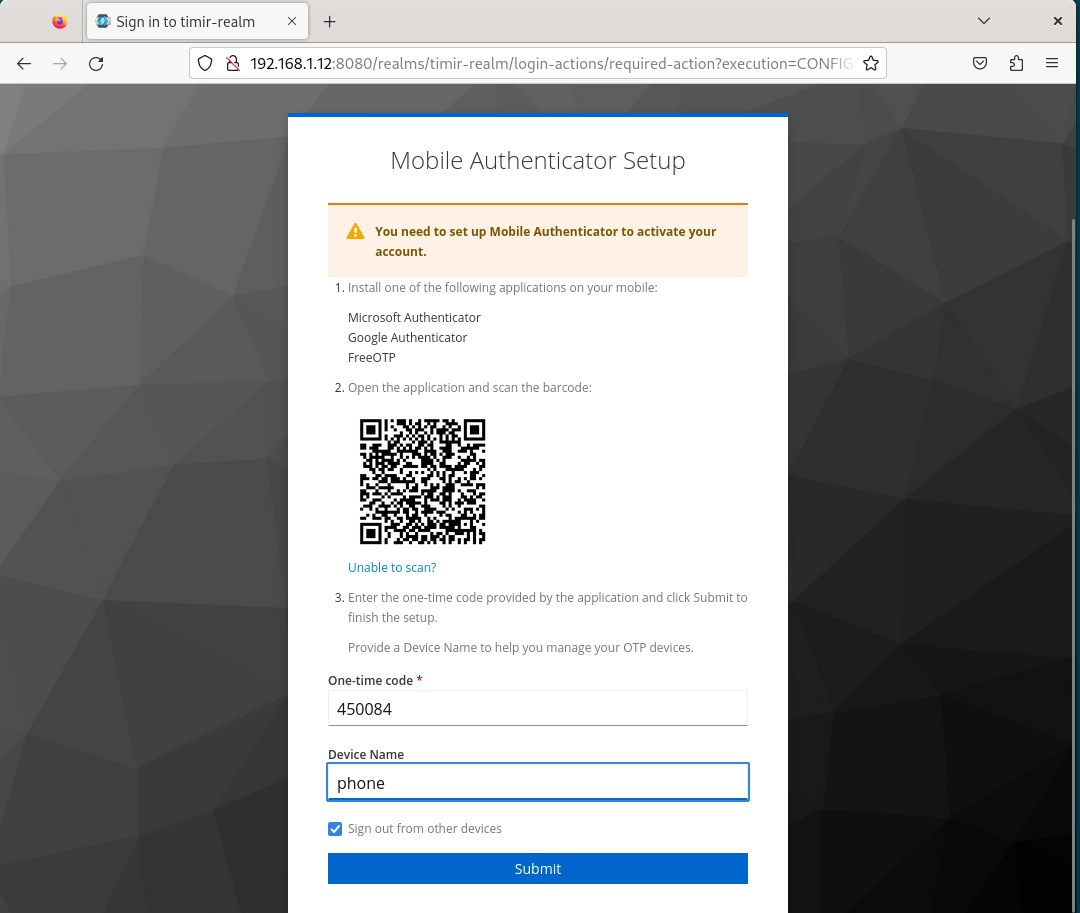 Sign in to timir-realm
192.168.1.12:8080/realms/timir-realm/login-actions/required-action?execution=CONFIG
Mobile Authenticator Setup
You need to set up Mobile Authenticator to activate your
account.
1. Install one of the following applications on your mobile:
Microsoft Authenticator
Google Authenticator
FreeOTP
2. Open the application and scan the barcode:
Unable to scan?
3. Enter the one-time code provided by the application and click Submit to
finish the setup.
Provide a Device Name to help you manage your OTP devices.
One-time code *
450084
Device Name
phone
Sign out from other devices
Submit